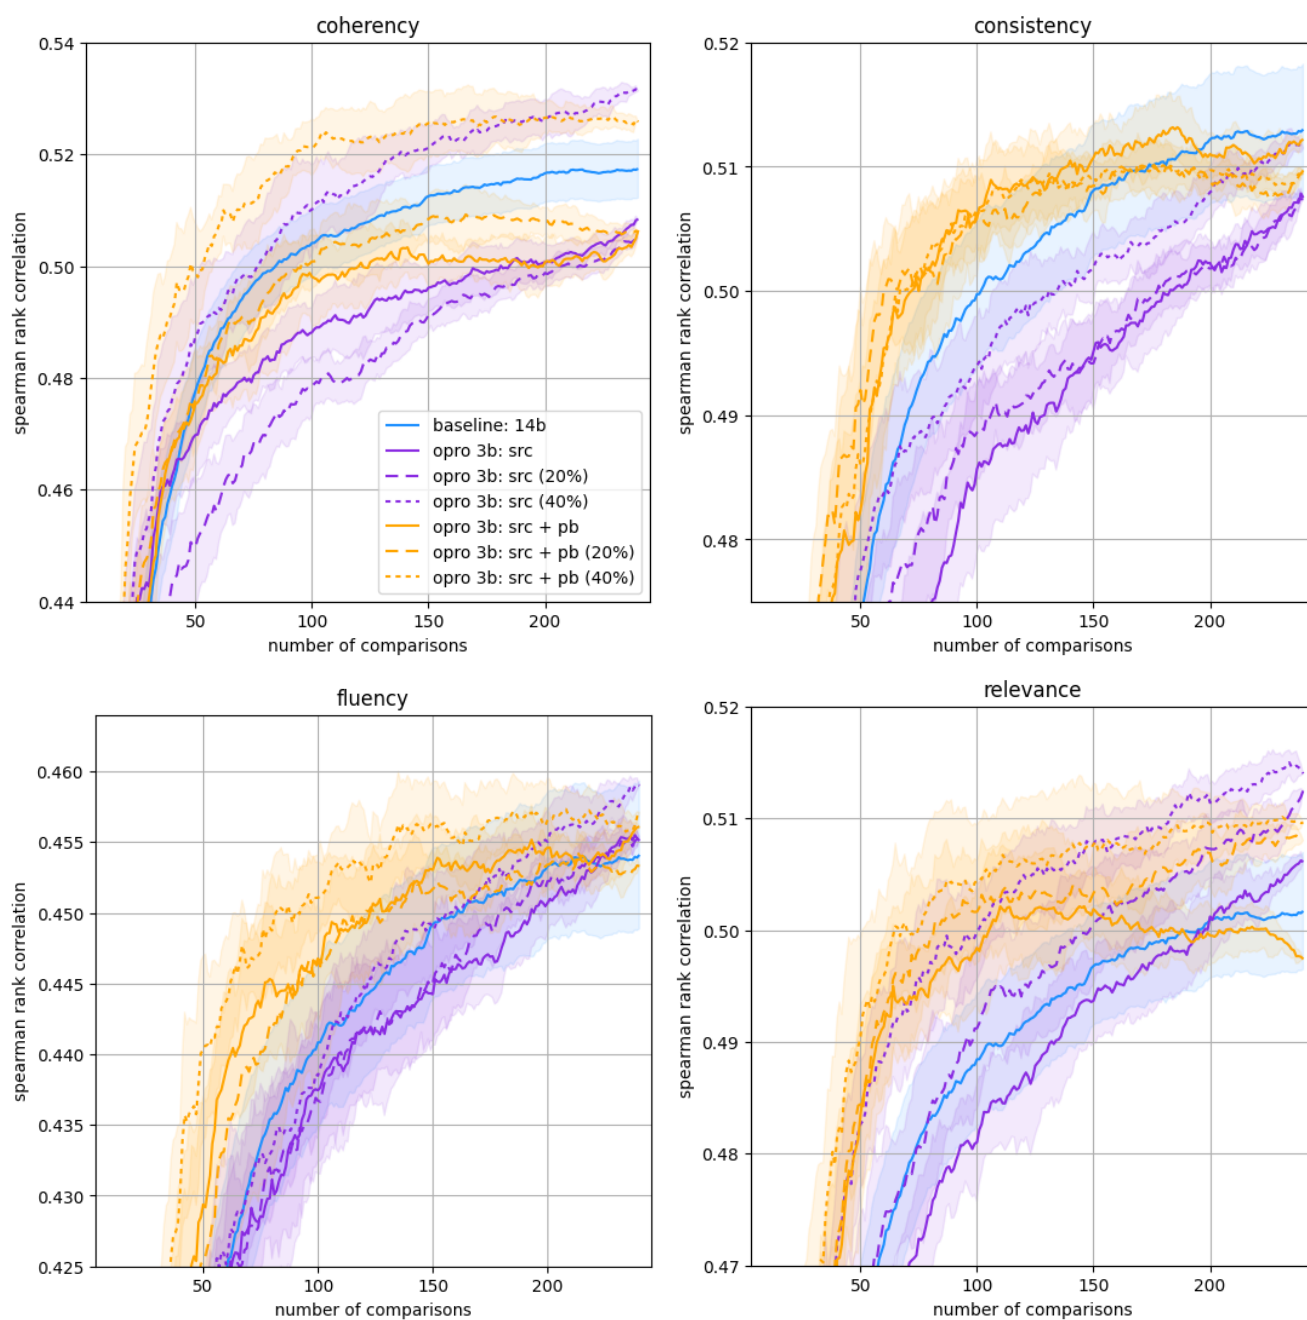 coherency
0.54
0.52
0.50
0.48
0.46
0.44
spearman rank correlation
50
100
150
200
number of comparisons
baseline: 14b
opro 3b: src
opro 3b: src (20%)
opro 3b: src (40%)
opro 3b: src + pb
opro 3b: src + pb (20%)
opro 3b: src + pb (40%)
consistency
0.52
0.51
0.50
0.49
0.48
spearman rank correlation
50
100
150
200
number of comparisons
fluency
0.460
0.455
0.450
0.445
0.440
0.435
0.430
0.425
spearman rank correlation
50
100
150
200
number of comparisons
relevance
0.52
0.51
0.50
0.49
0.48
0.47
spearman rank correlation
50
100
150
200
number of comparisons